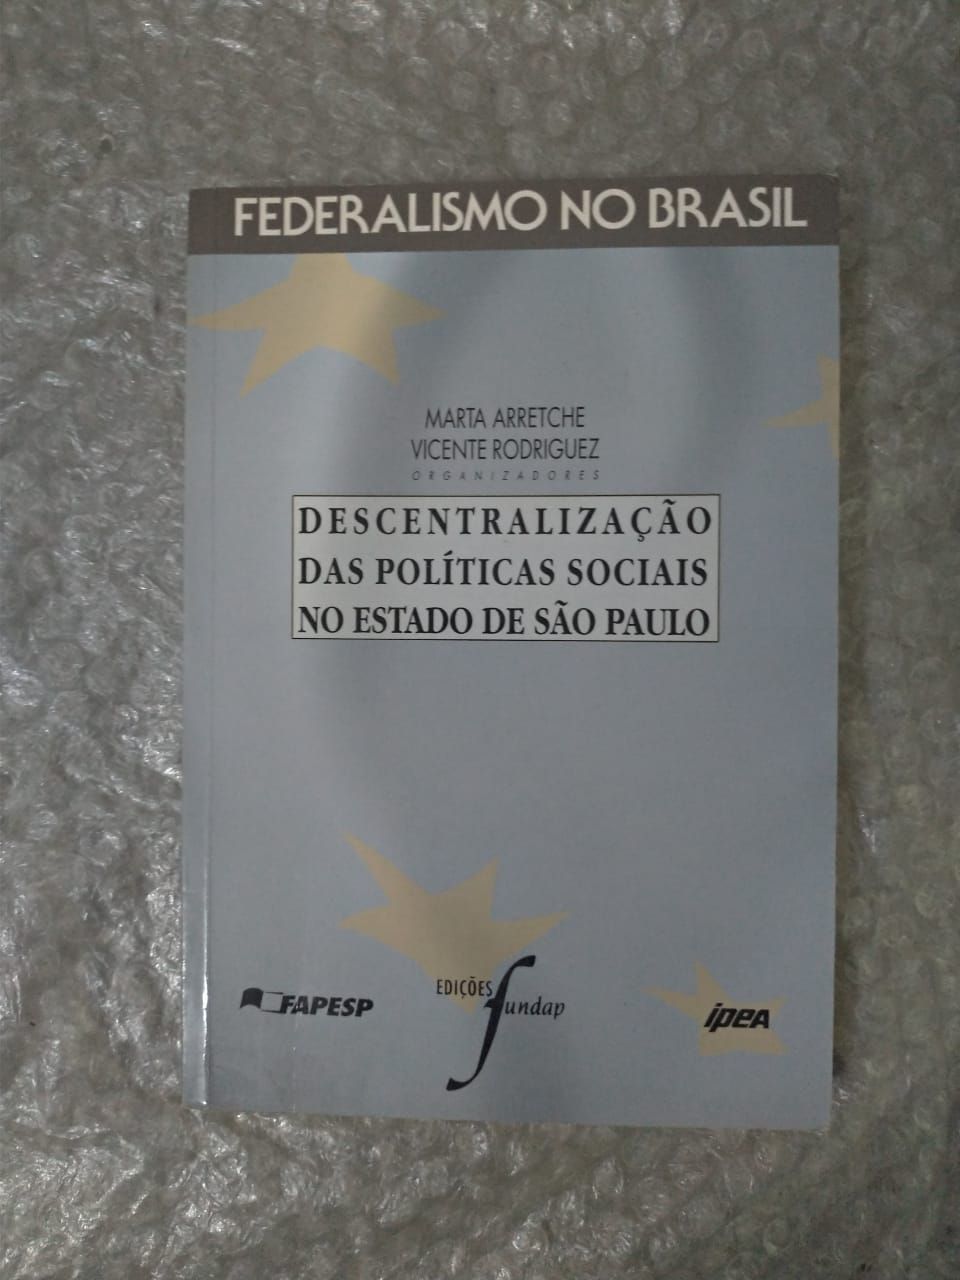 FEDERALISMO NO BRASIL
MARTA ARRETCHE
VICENTE RODRIGUEZ
ORGANIZADORES
DESCENTRALIZAÇÃO
DAS POLÍTICAS SOCIAIS
NO ESTADO DE SÃO PAULO
FAPESP
EDIÇÕES
fundap
ipea